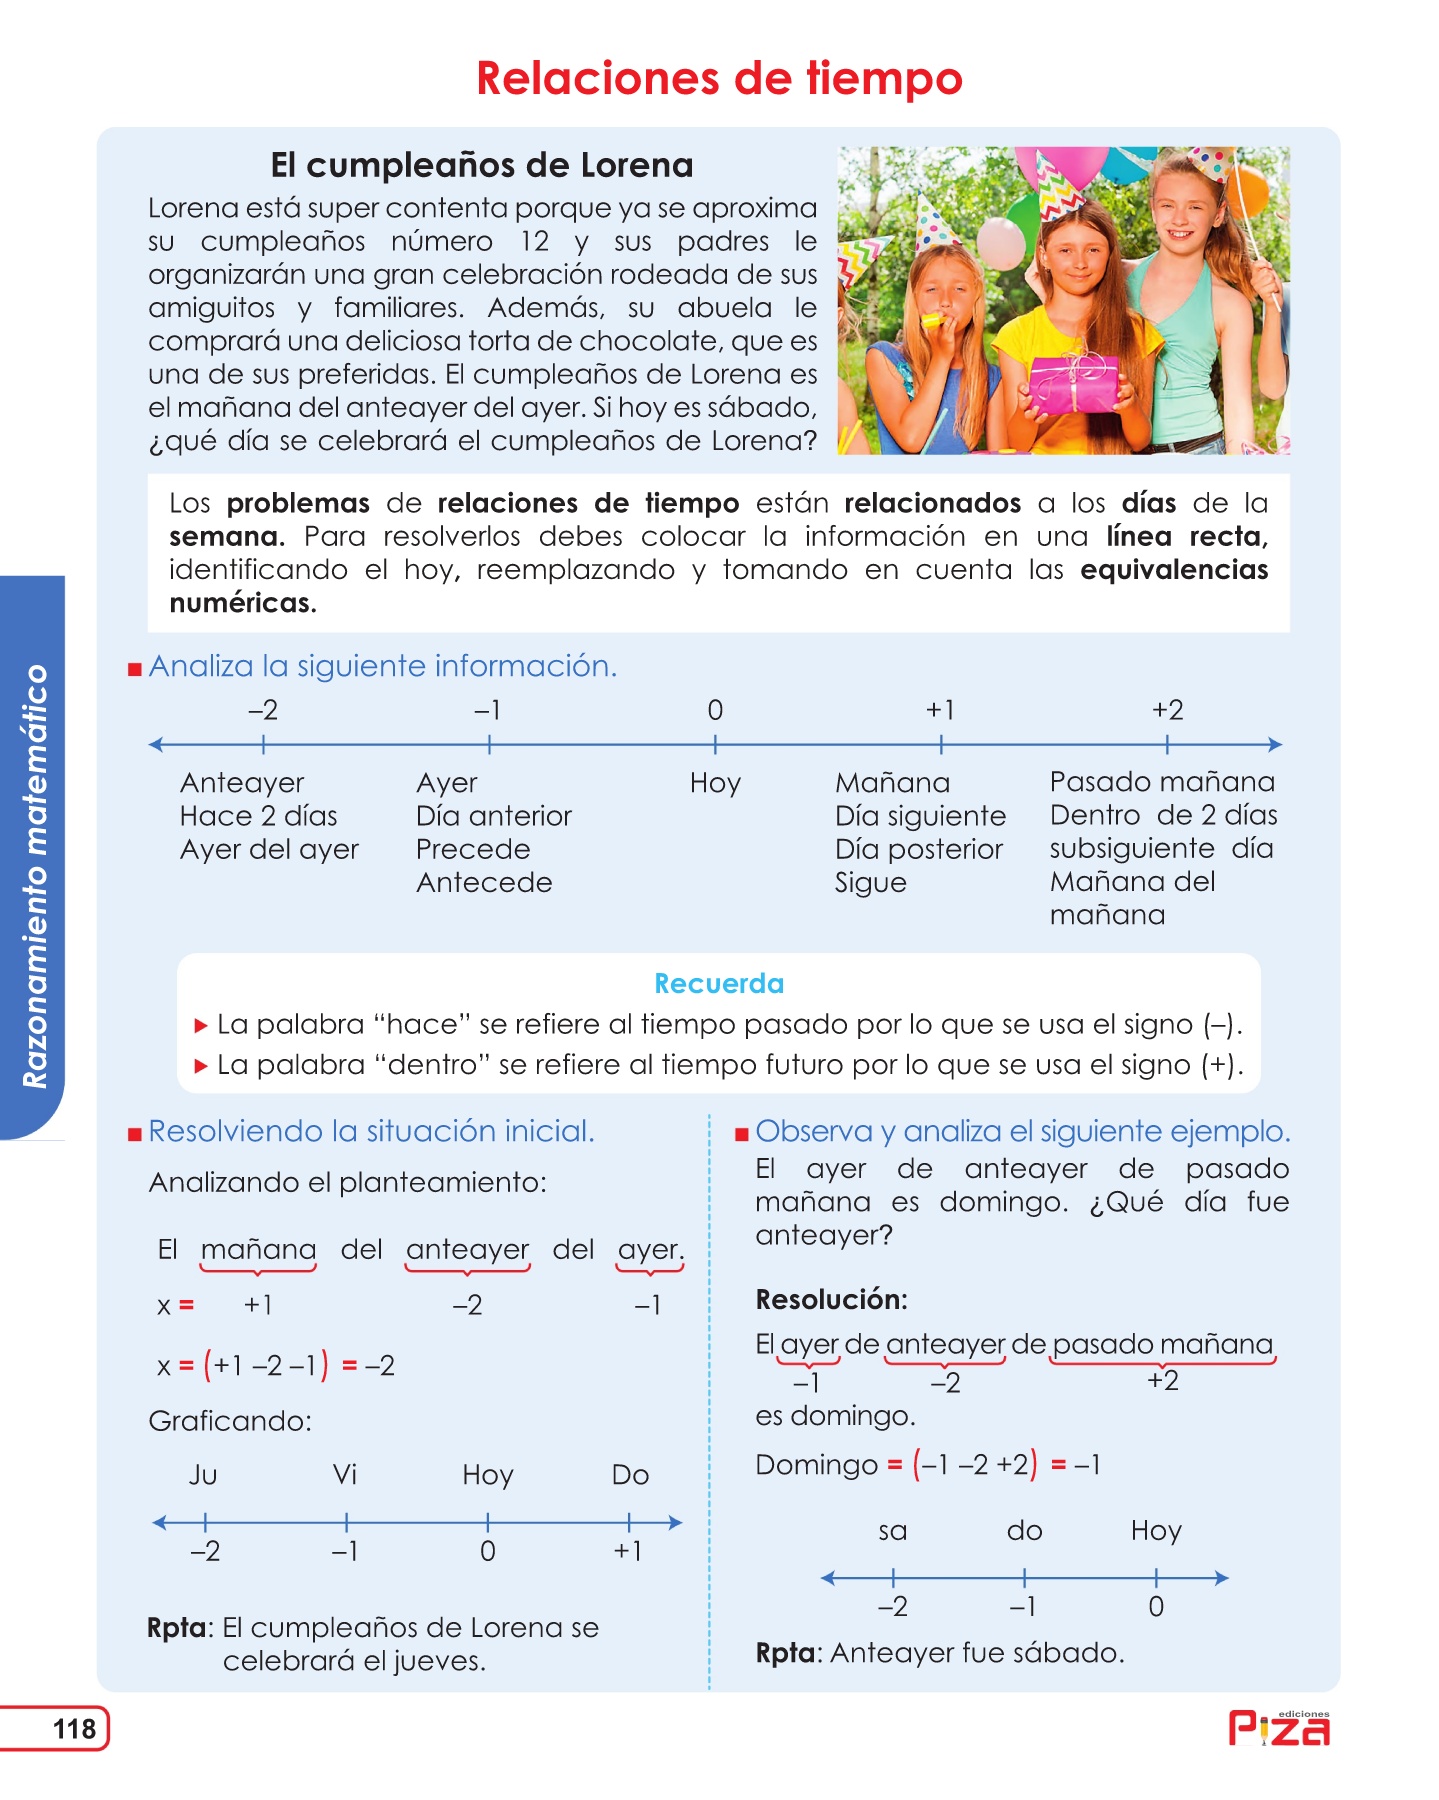 Relaciones de tiempo
El cumpleaños de Lorena
Lorena está super contenta porque ya se aproxima
su cumpleaños número 12 y sus padres le
organizarán una gran celebración rodeada de sus
amiguitos y familiares. Además, su abuela le
comprará una deliciosa torta de chocolate, que es
una de sus preferidas. El cumpleaños de Lorena es
el mañana del anteayer del ayer. Si hoy es sábado,
¿qué día se celebrará el cumpleaños de Lorena?
Los problemas de relaciones de tiempo están relacionados a los días de la
semana. Para resolverlos debes colocar la información en una línea recta,
identificando el hoy, reemplazando y tomando en cuenta las equivalencias
numéricas.
Razonamiento matemático
Analiza la siguiente información.
–2 –1 0 +1 +2
Anteayer Ayer Hoy Mañana Pasado mañana
Hace 2 días Día anterior Día siguiente Dentro de 2 días
Ayer del ayer Precede Día posterior subsiguiente día
Antecede Sigue Mañana del
mañana
Recuerda
La palabra “hace” se refiere al tiempo pasado por lo que se usa el signo (–).
La palabra “dentro” se refiere al tiempo futuro por lo que se usa el signo (+).
Resolviendo la situación inicial.
Analizando el planteamiento:
El mañana del anteayer del ayer.
x = +1 –2 –1
x = (+1 –2 –1) = –2
Graficando:
Ju Vi Hoy Do
–2 –1 0 +1
Rpta: El cumpleaños de Lorena se
celebrará el jueves.
Observa y analiza el siguiente ejemplo.
El ayer de anteayer de pasado
mañana es domingo. ¿Qué día fue
anteayer?
Resolución:
El ayer de anteayer de pasado mañana
–1 –2 +2
es domingo.
Domingo = (–1 –2 +2) = –1
sa do Hoy
–2 –1 0
Rpta: Anteayer fue sábado.
118
ediciones
Piza